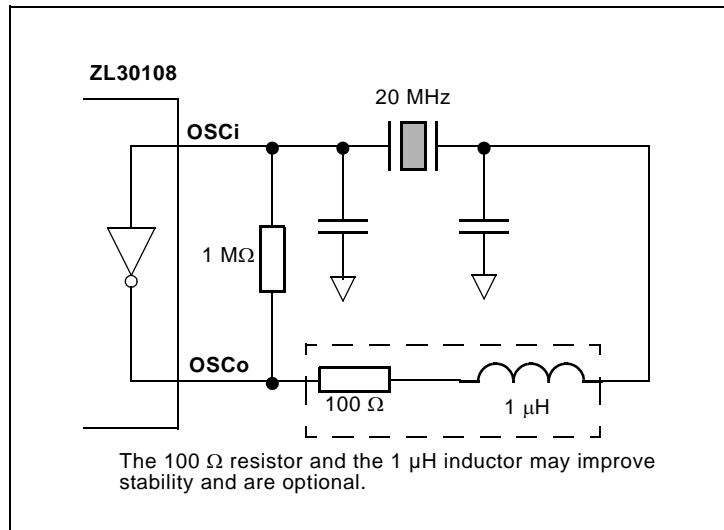 ZL30108
20 MHz
OSCi
1 MΩ
OSCo
100 Ω
1 µH
The 100 Ω resistor and the 1 µH inductor may improve
stability and are optional.